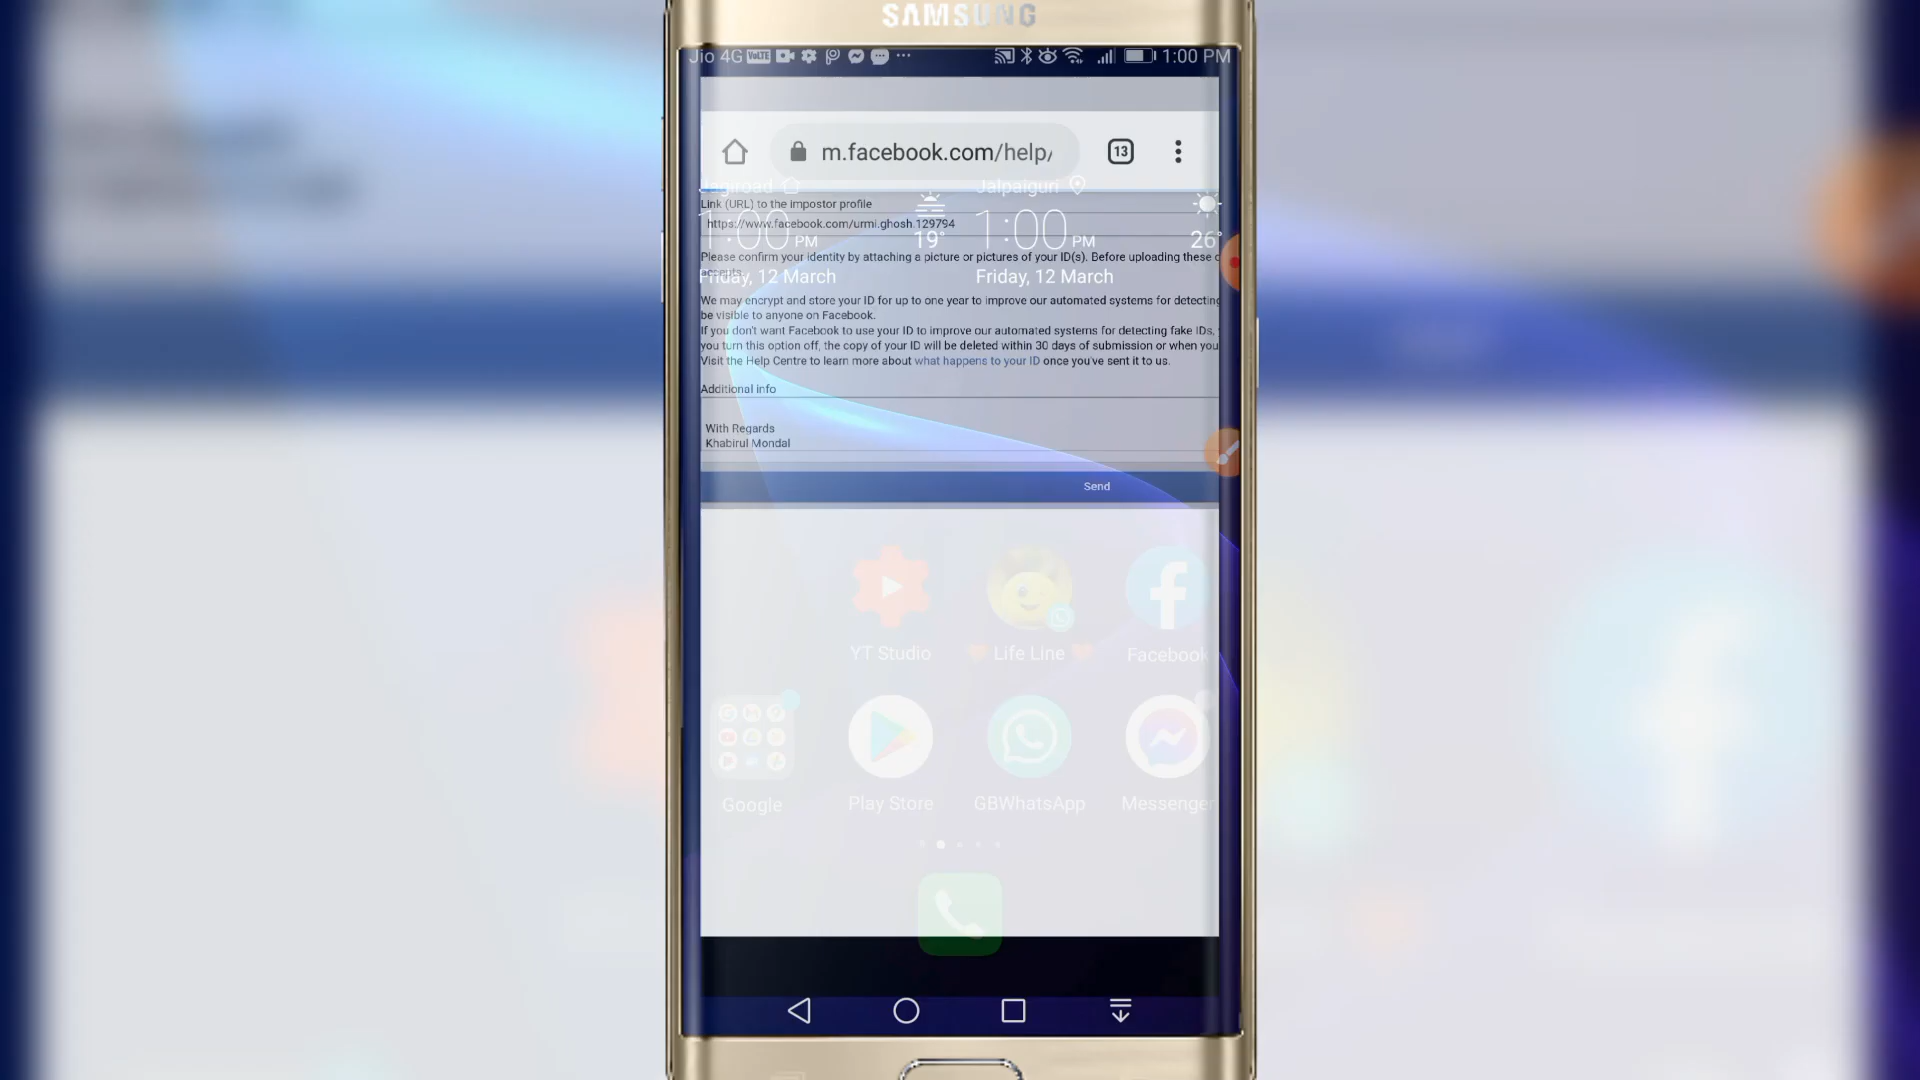 SAMSUNG
Jio 4G VoLTE 1:00 PM
m.facebook.com/help/ 13
Jagiroad Jalpaiguri
Link (URL) to the impostor profile
https://www.facebook.com/urmi.ghosh.129794
1:00 PM 19° 1:00 PM 26°
Please confirm your identity by attaching a picture or pictures of your ID(s). Before uploading these
accepts
Friday, 12 March Friday, 12 March
We may encrypt and store your ID for up to one year to improve our automated systems for detecting
be visible to anyone on Facebook.
If you don't want Facebook to use your ID to improve our automated systems for detecting fake IDs,
you turn this option off, the copy of your ID will be deleted within 30 days of submission or when you
Visit the Help Centre to learn more about what happens to your ID once you've sent it to us.
Additional info
With Regards
Khabirul Mondal
Send
YT Studio Life Line Facebook
Google Play Store GBWhatsApp Messenger